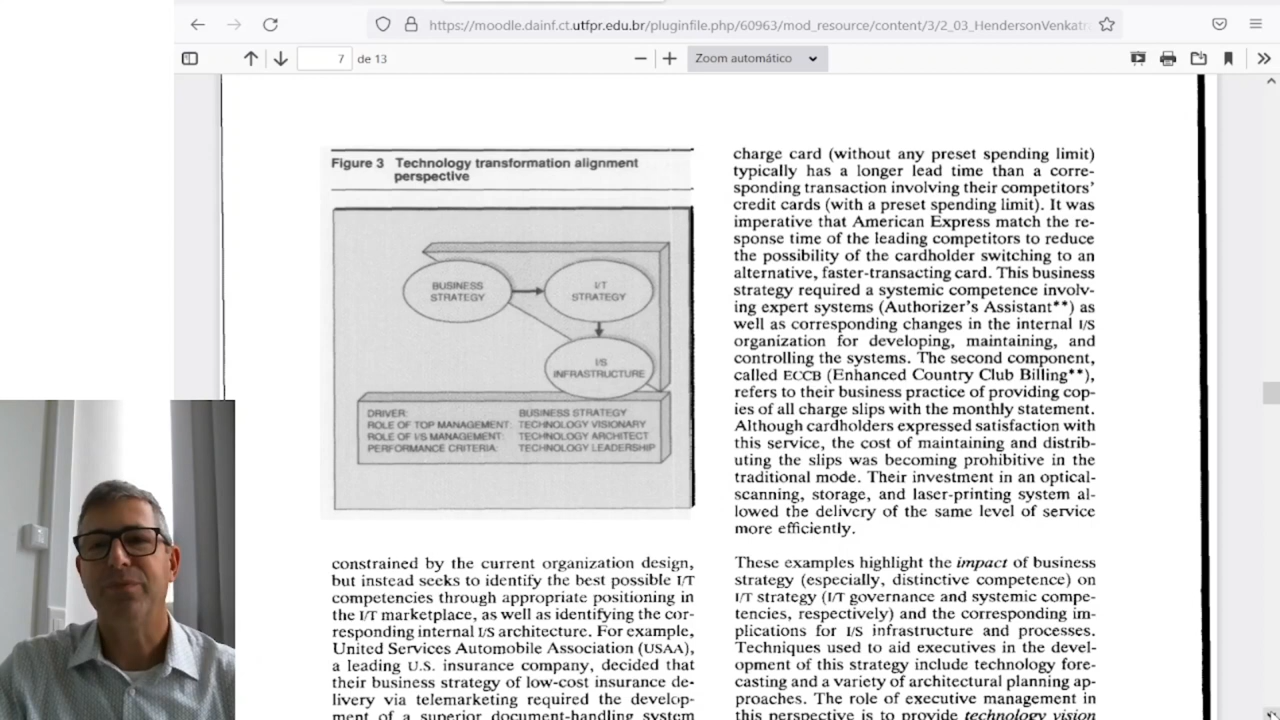 https://moodle.dainf.ct.utfpr.edu.br/pluginfile.php/60963/mod_resource/content/3/2_03_HendersonVenkatr
7 de 13
Zoom automático
Figure 3 Technology transformation alignment
perspective
BUSINESS
STRATEGY
I/T
STRATEGY
I/S
INFRASTRUCTURE
DRIVER: BUSINESS STRATEGY
ROLE OF TOP MANAGEMENT: TECHNOLOGY VISIONARY
ROLE OF I/S MANAGEMENT: TECHNOLOGY ARCHITECT
PERFORMANCE CRITERIA: TECHNOLOGY LEADERSHIP
constrained by the current organization design,
but instead seeks to identify the best possible I/T
competencies through appropriate positioning in
the I/T marketplace, as well as identifying the cor-
responding internal I/S architecture. For example,
United Services Automobile Association (USAA),
a leading U.S. insurance company, decided that
their business strategy of low-cost insurance de-
livery via telemarketing required the develop-
ment of a superior document-handling system
charge card (without any preset spending limit)
typically has a longer lead time than a corre-
sponding transaction involving their competitors'
credit cards (with a preset spending limit). It was
imperative that American Express match the re-
sponse time of the leading competitors to reduce
the possibility of the cardholder switching to an
alternative, faster-transacting card. This business
strategy required a systemic competence involv-
ing expert systems (Authorizer's Assistant**) as
well as corresponding changes in the internal I/S
organization for developing, maintaining, and
controlling the systems. The second component,
called ECCB (Enhanced Country Club Billing**),
refers to their business practice of providing cop-
ies of all charge slips with the monthly statement.
Although cardholders expressed satisfaction with
this service, the cost of maintaining and distrib-
uting the slips was becoming prohibitive in the
traditional mode. Their investment in an optical-
scanning, storage, and laser-printing system al-
lowed the delivery of the same level of service
more efficiently.
These examples highlight the impact of business
strategy (especially, distinctive competence) on
I/T strategy (I/T governance and systemic compe-
tencies, respectively) and the corresponding im-
plications for I/S infrastructure and processes.
Techniques used to aid executives in the devel-
opment of this strategy include technology fore-
casting and a variety of architectural planning ap-
proaches. The role of executive management in
this perspective is to provide technology vision